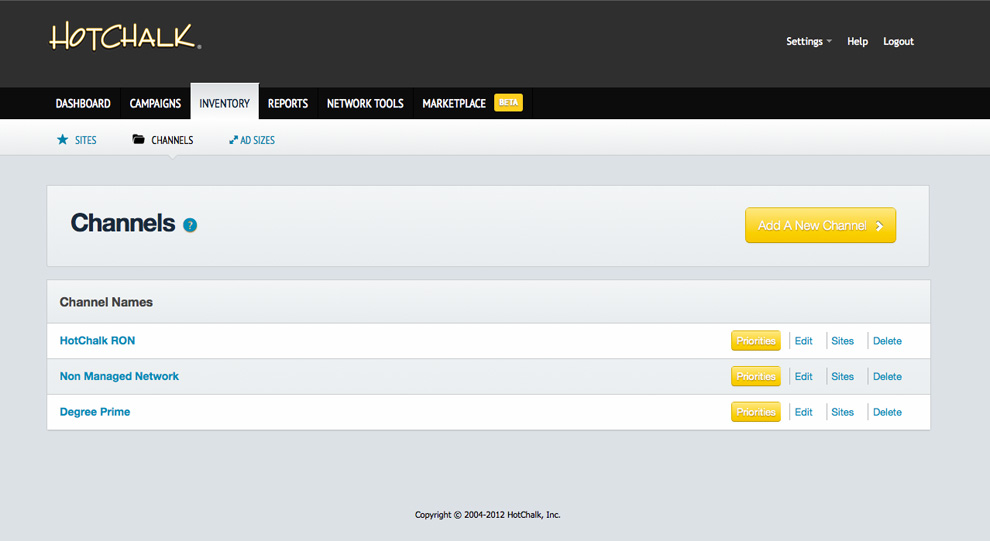 HOTCHALK®
Settings Help Logout
DASHBOARD CAMPAIGNS INVENTORY REPORTS NETWORK TOOLS MARKETPLACE BETA
SITES CHANNELS AD SIZES
Channels ? Add A New Channel
Channel Names
HotChalk RON Priorities Edit Sites Delete
Non Managed Network Priorities Edit Sites Delete
Degree Prime Priorities Edit Sites Delete
Copyright © 2004-2012 HotChalk, Inc.